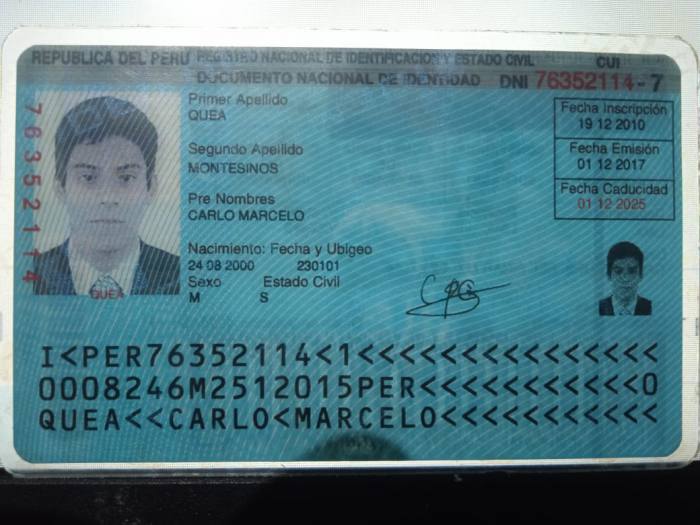 REPUBLICA DEL PERU REGISTRO NACIONAL DE IDENTIFICACION Y ESTADO CIVIL CUI
DOCUMENTO NACIONAL DE IDENTIDAD DNI 76352114-7
76352114
Primer Apellido
QUEA
Segundo Apellido
MONTESINOS
Pre Nombres
CARLO MARCELO
Nacimiento: Fecha y Ubigeo
24 08 2000 230101
Sexo Estado Civil
M S
Fecha Inscripción
19 12 2010
Fecha Emisión
01 12 2017
Fecha Caducidad
01 12 2025
QUEA
I<PER76352114<1<<<<<<<<<<<<<<<
0008246M2512015PER<<<<<<<<<<<0
QUEA<<CARLO<MARCELO<<<<<<<<<<<